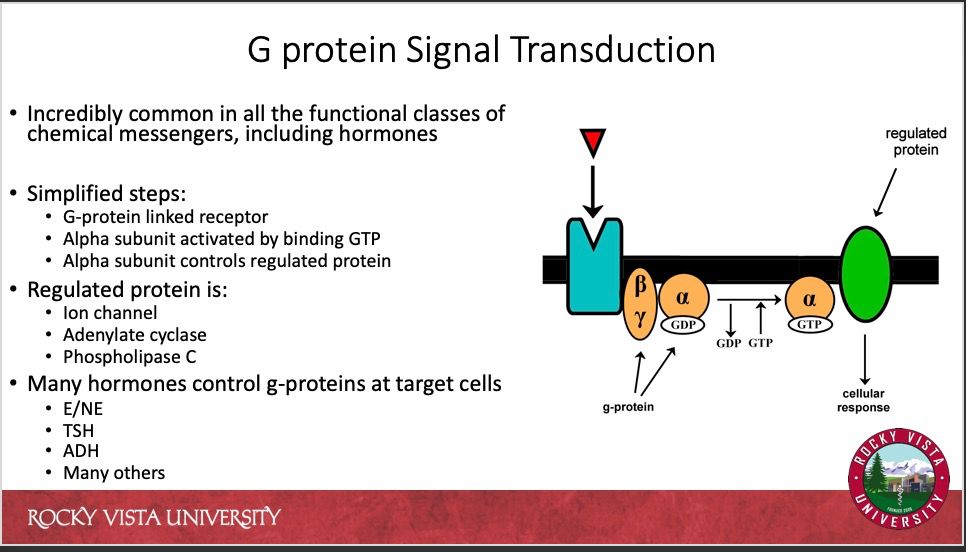 G protein Signal Transduction
• Incredibly common in all the functional classes of
chemical messengers, including hormones
• Simplified steps:
• G-protein linked receptor
• Alpha subunit activated by binding GTP
• Alpha subunit controls regulated protein
• Regulated protein is:
• Ion channel
• Adenylate cyclase
• Phospholipase C
• Many hormones control g-proteins at target cells
• E/NE
• TSH
• ADH
• Many others
regulated
protein
β
γ
α
GDP
GDP
GTP
α
GTP
g-protein
cellular
response
ROCKY VISTA
UNIVERSITY
ROCKY VISTA UNIVERSITY